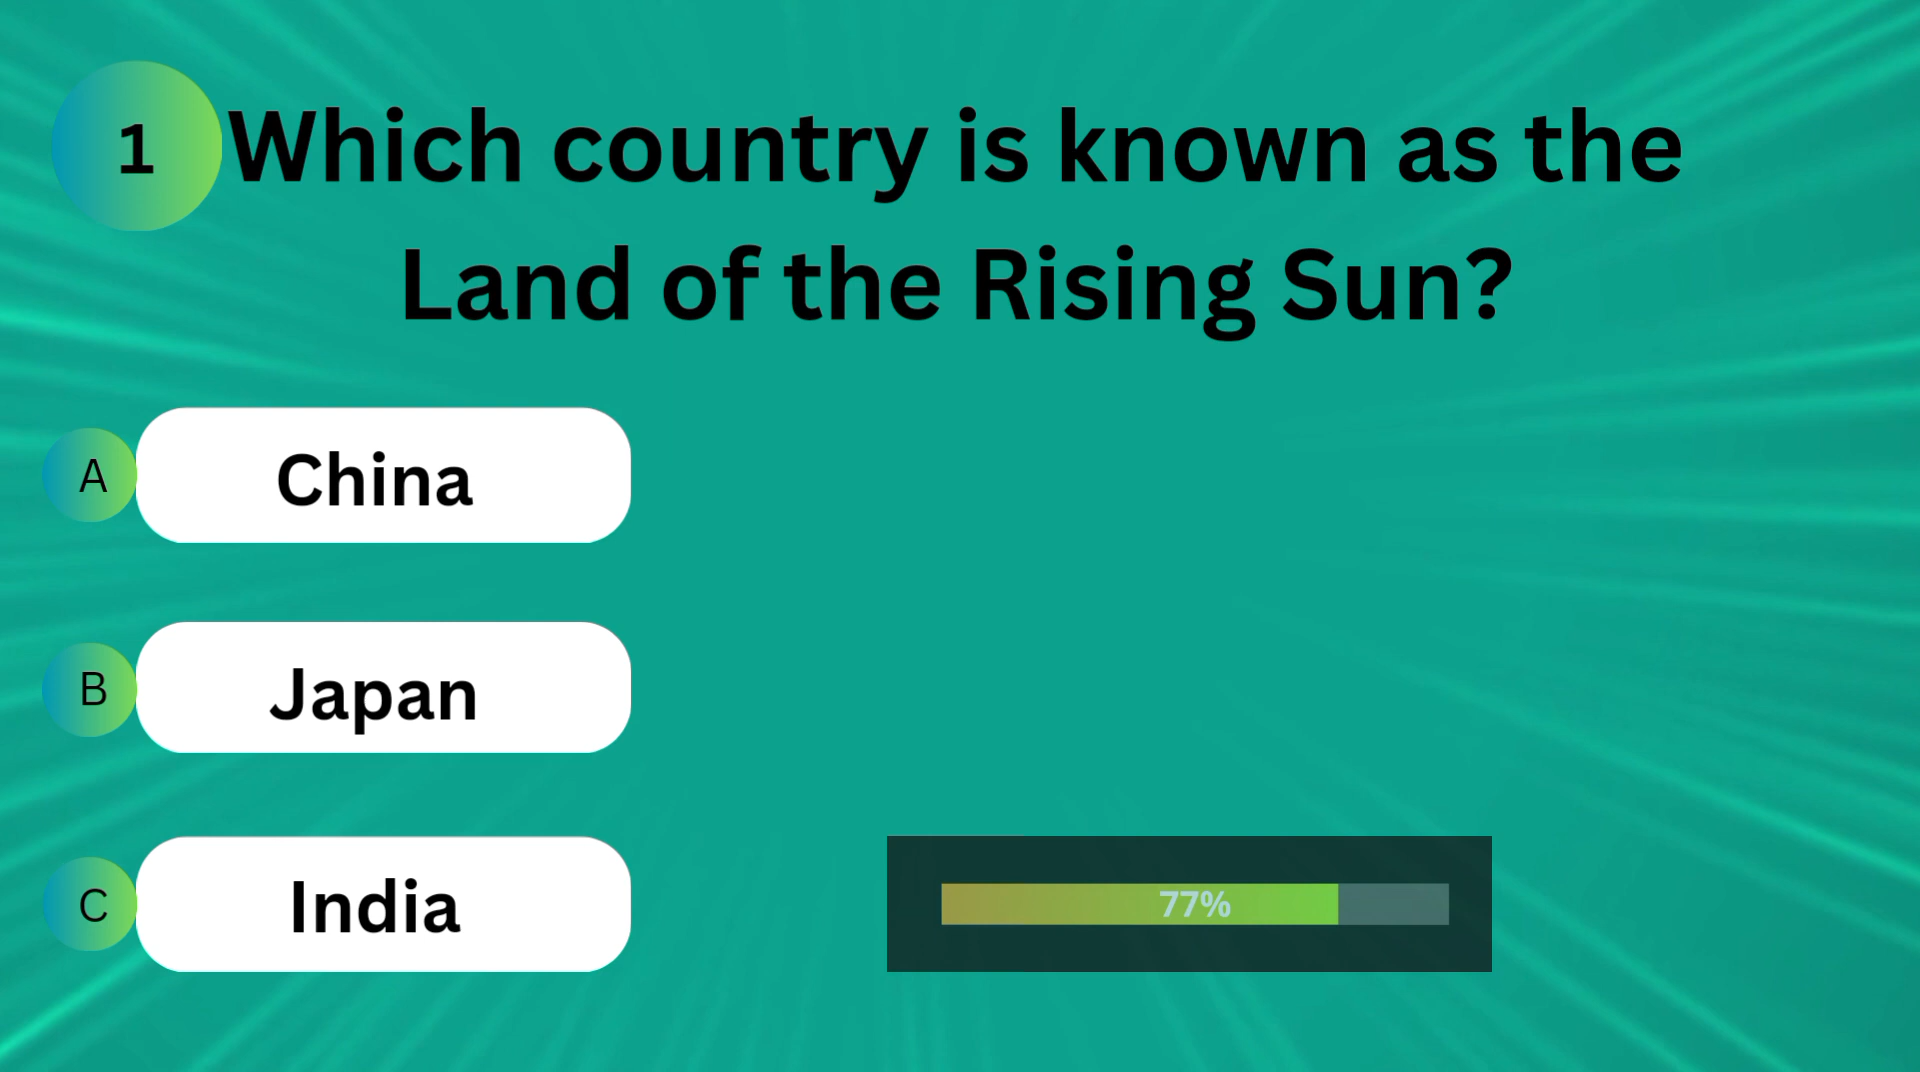 1
Which country is known as the
Land of the Rising Sun?
A
China
B
Japan
C
India
77%